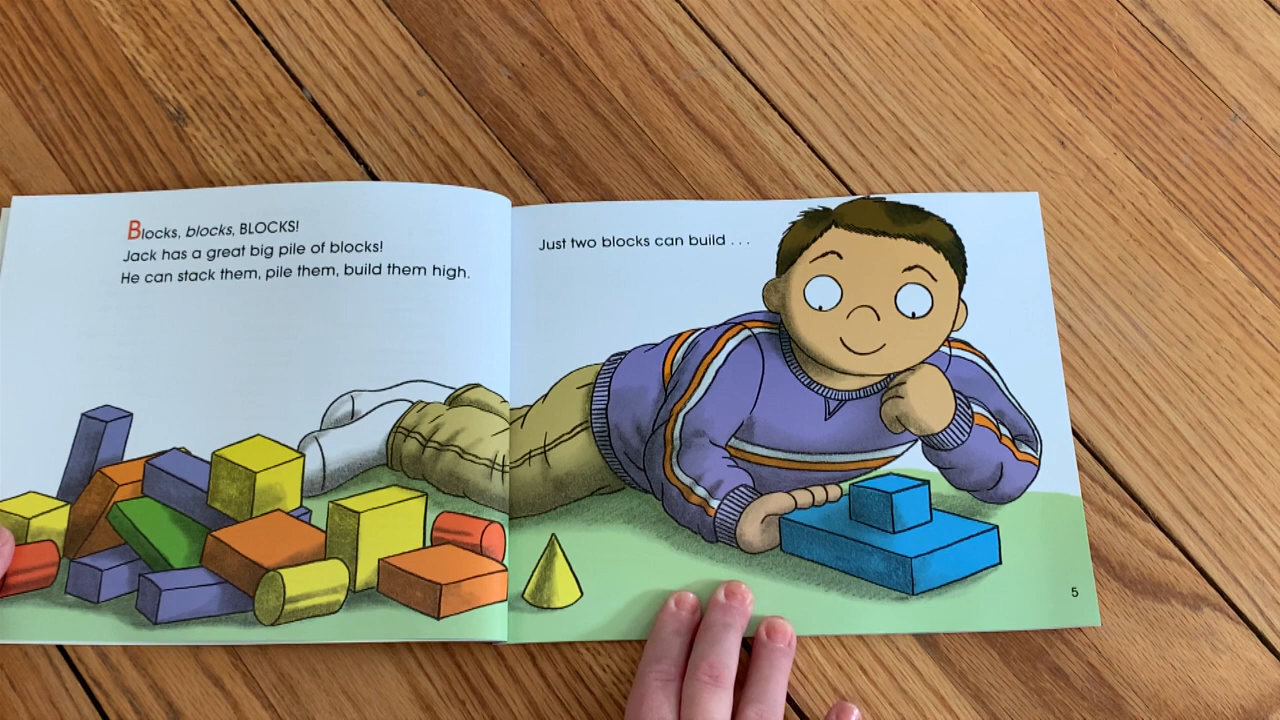 Blocks, blocks, BLOCKS!
Jack has a great big pile of blocks!
He can stack them, pile them, build them high.
Just two blocks can build . . .
5